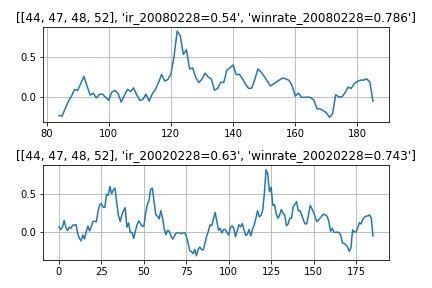 [[44, 47, 48, 52], 'ir_20080228=0.54', 'winrate_20080228=0.786']
0.5
0.0
80 100 120 140 160 180
[[44, 47, 48, 52], 'ir_20020228=0.63', 'winrate_20020228=0.743']
0.5
0.0
0 25 50 75 100 125 150 175